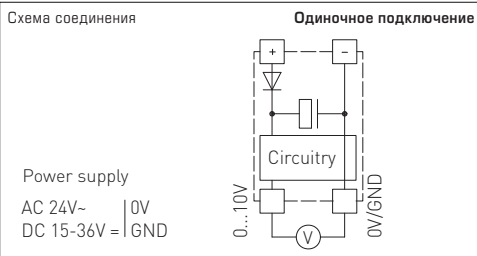 Схема соединения
Одиночное подключение
+ −
Circuitry
Power supply
AC 24V~ | 0V
DC 15-36V = | GND
0...10V
0V/GND
V